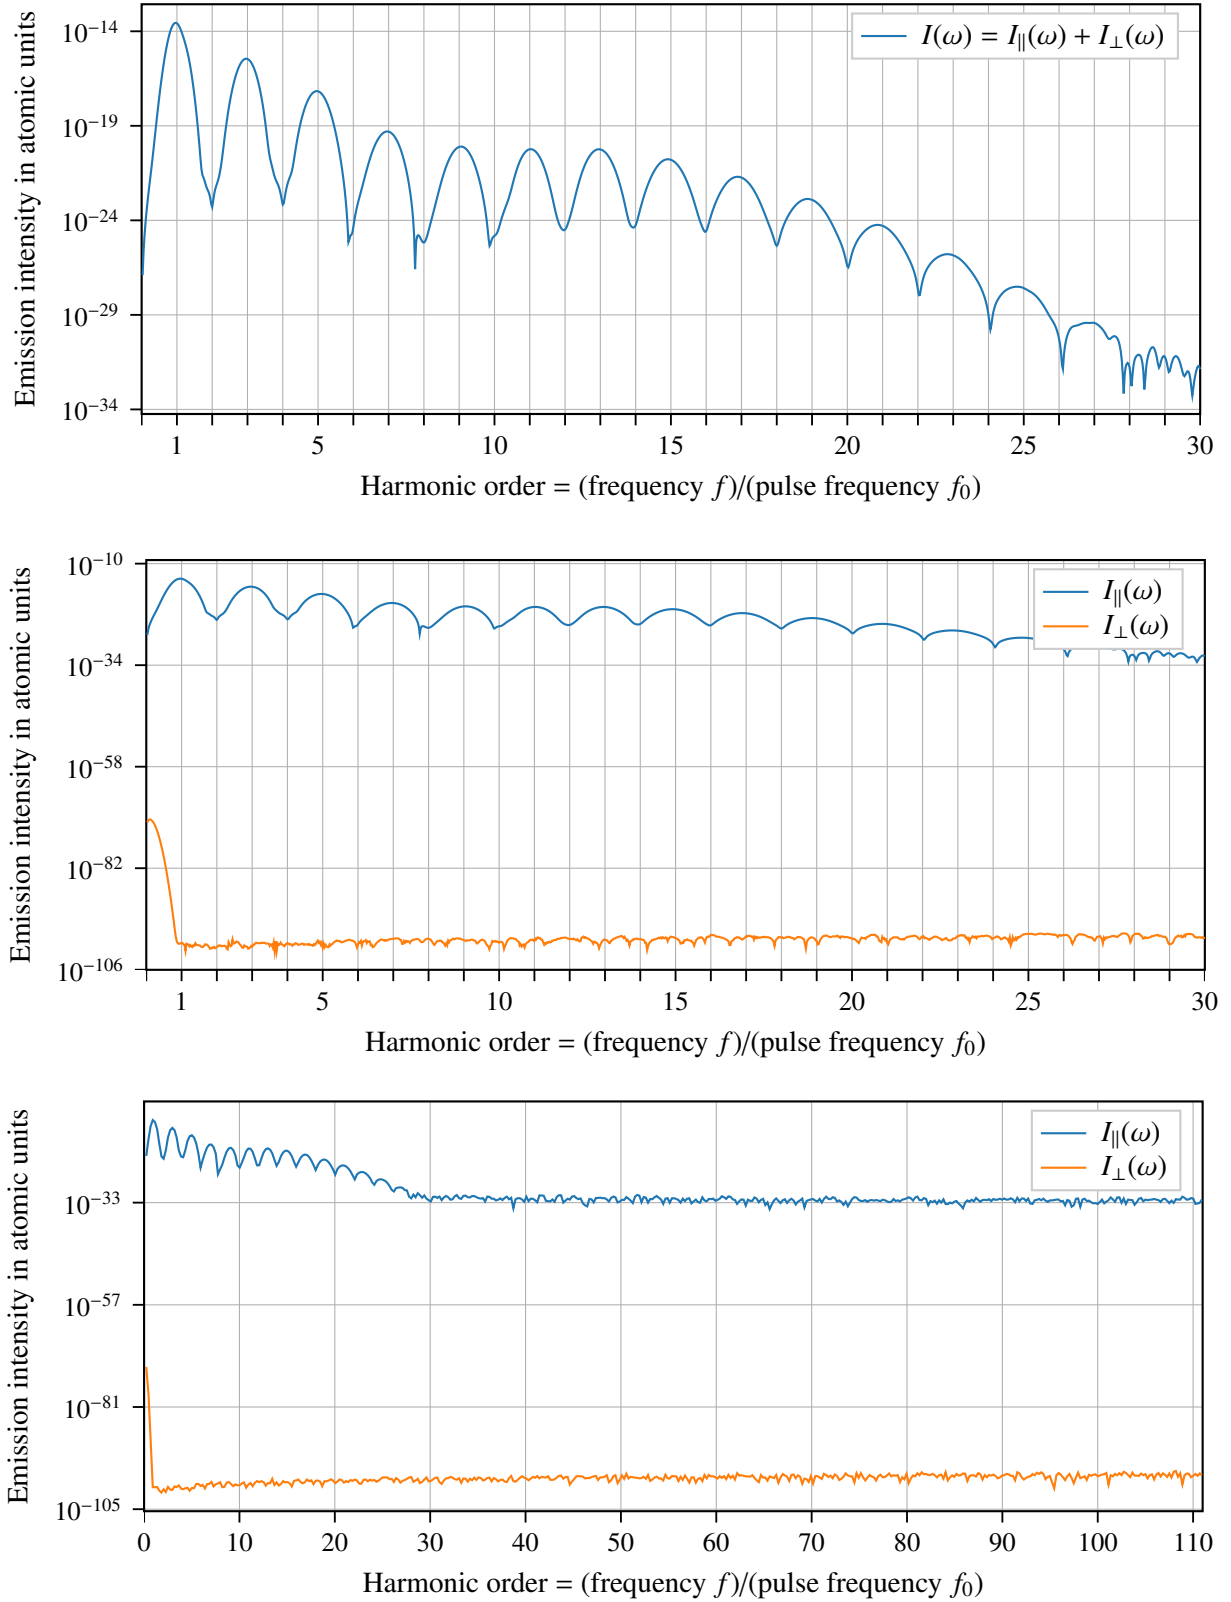 Emission intensity in atomic units
10⁻¹⁴
10⁻¹⁹
10⁻²⁴
10⁻²⁹
10⁻³⁴
I(ω) = I∥(ω) + I⊥(ω)
1 5 10 15 20 25 30
Harmonic order = (frequency f)/(pulse frequency f₀)
Emission intensity in atomic units
10⁻¹⁰
10⁻³⁴
10⁻⁵⁸
10⁻⁸²
10⁻¹⁰⁶
I∥(ω)
I⊥(ω)
1 5 10 15 20 25 30
Harmonic order = (frequency f)/(pulse frequency f₀)
Emission intensity in atomic units
10⁻³³
10⁻⁵⁷
10⁻⁸¹
10⁻¹⁰⁵
I∥(ω)
I⊥(ω)
0 10 20 30 40 50 60 70 80 90 100 110
Harmonic order = (frequency f)/(pulse frequency f₀)